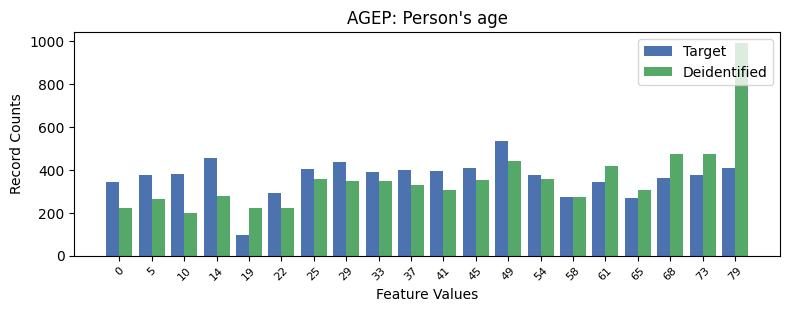 AGEP: Person's age
Record Counts
1000
800
600
400
200
0
Target
Deidentified
0 5 10 14 19 22 25 29 33 37 41 45 49 54 58 61 65 68 73 79
Feature Values